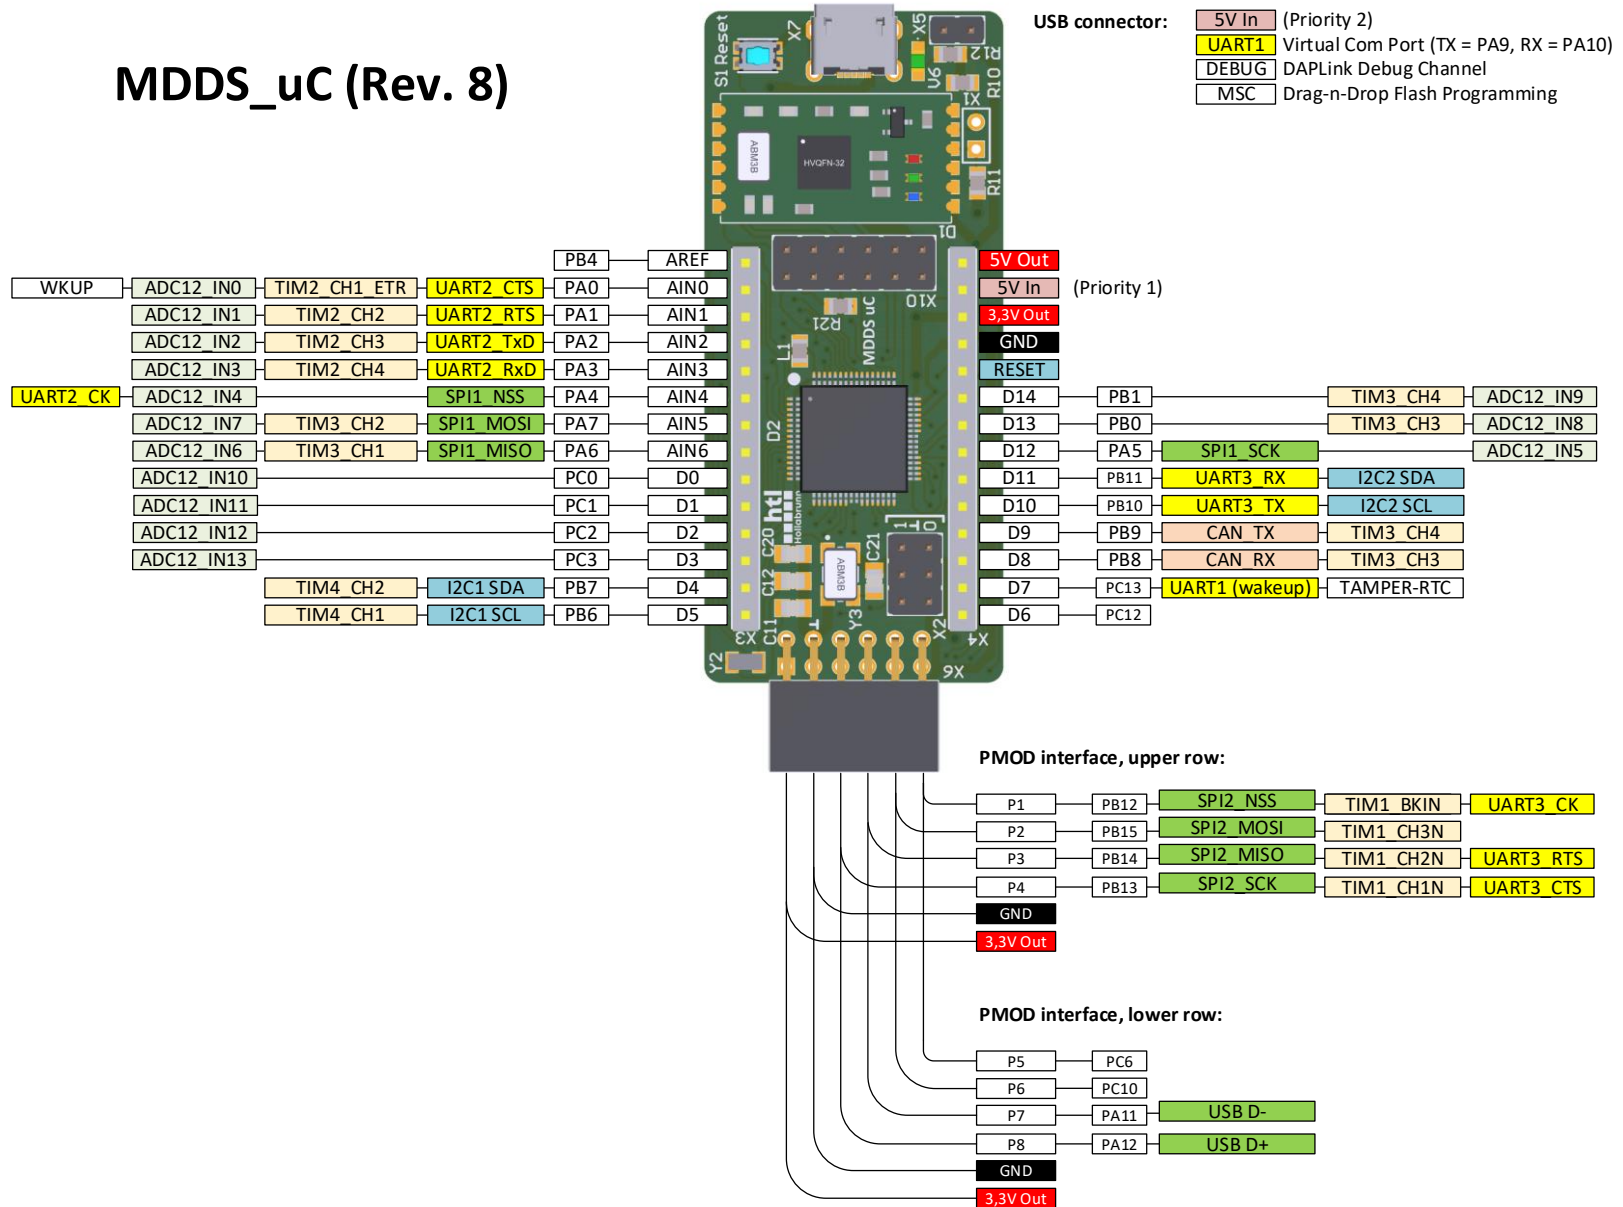 MDDS_uC (Rev. 8)
USB connector:
5V In (Priority 2)
UART1 Virtual Com Port (TX = PA9, RX = PA10)
DEBUG DAPLink Debug Channel
MSC Drag-n-Drop Flash Programming
S1 Reset
X7
X5
R12
U6
R10
X1
ABM3B
HVQFN-32
R11
D1
X10
R21
MDDS uC
L1
D2
htl
Hollabrunn
C20
C12
C11
C21
ABM3B
Y3
1
0
T
X2
X3
X4
Y2
X6
PB4 AREF
WKUP ADC12_IN0 TIM2_CH1_ETR UART2_CTS PA0 AIN0
ADC12_IN1 TIM2_CH2 UART2_RTS PA1 AIN1
ADC12_IN2 TIM2_CH3 UART2_TxD PA2 AIN2
ADC12_IN3 TIM2_CH4 UART2_RxD PA3 AIN3
UART2_CK ADC12_IN4 SPI1_NSS PA4 AIN4
ADC12_IN7 TIM3_CH2 SPI1_MOSI PA7 AIN5
ADC12_IN6 TIM3_CH1 SPI1_MISO PA6 AIN6
ADC12_IN10 PC0 D0
ADC12_IN11 PC1 D1
ADC12_IN12 PC2 D2
ADC12_IN13 PC3 D3
TIM4_CH2 I2C1 SDA PB7 D4
TIM4_CH1 I2C1 SCL PB6 D5
5V Out
5V In (Priority 1)
3,3V Out
GND
RESET
D14 PB1 TIM3_CH4 ADC12_IN9
D13 PB0 TIM3_CH3 ADC12_IN8
D12 PA5 SPI1_SCK ADC12_IN5
D11 PB11 UART3_RX I2C2 SDA
D10 PB10 UART3_TX I2C2 SCL
D9 PB9 CAN_TX TIM3_CH4
D8 PB8 CAN_RX TIM3_CH3
D7 PC13 UART1 (wakeup) TAMPER-RTC
D6 PC12
PMOD interface, upper row:
P1 PB12 SPI2_NSS TIM1_BKIN UART3_CK
P2 PB15 SPI2_MOSI TIM1_CH3N
P3 PB14 SPI2_MISO TIM1_CH2N UART3_RTS
P4 PB13 SPI2_SCK TIM1_CH1N UART3_CTS
GND
3,3V Out
PMOD interface, lower row:
P5 PC6
P6 PC10
P7 PA11 USB D-
P8 PA12 USB D+
GND
3,3V Out